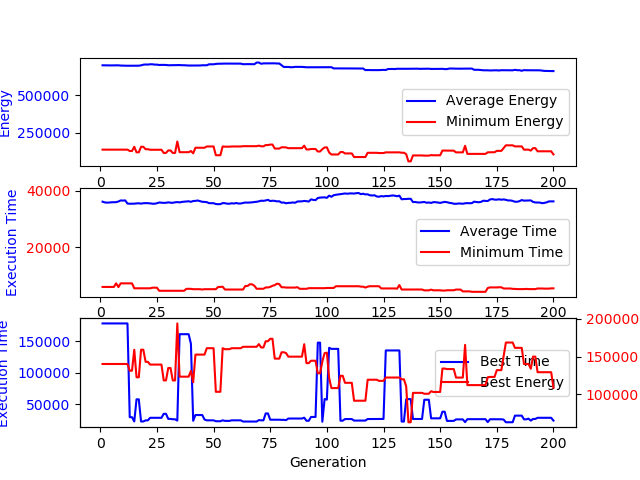 500000
250000
Energy
Average Energy
Minimum Energy
0 25 50 75 100 125 150 175 200
40000
20000
Execution Time
Average Time
Minimum Time
0 25 50 75 100 125 150 175 200
150000
100000
50000
Execution Time
Best Time
Best Energy
200000
150000
100000
0 25 50 75 100 125 150 175 200
Generation